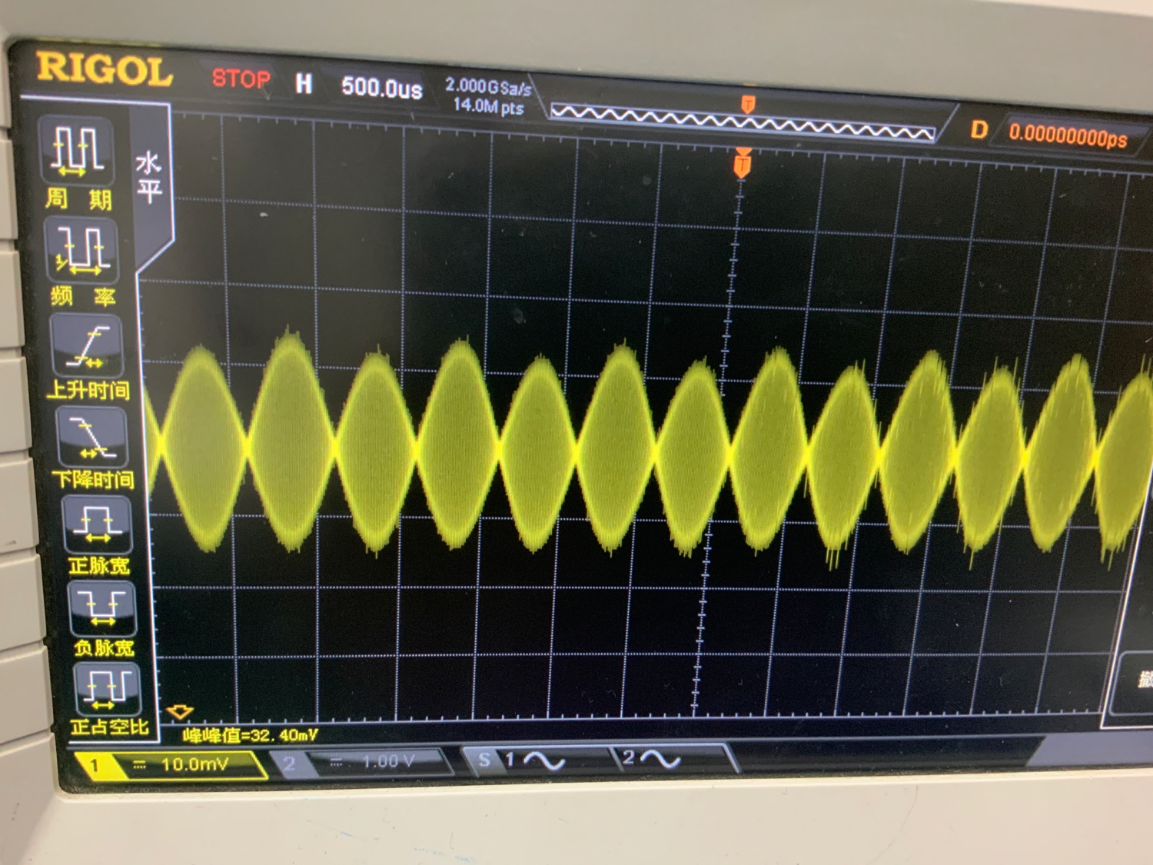 RIGOL STOP H 500.0us 2.000GSa/s
14.0M pts
T
D 0.00000000ps
T
水平
周 期
频 率
上升时间
下降时间
正脉宽
负脉宽
正占空比
峰峰值=32.40mV
1 10.0mV 2 1.00 V S 1 2